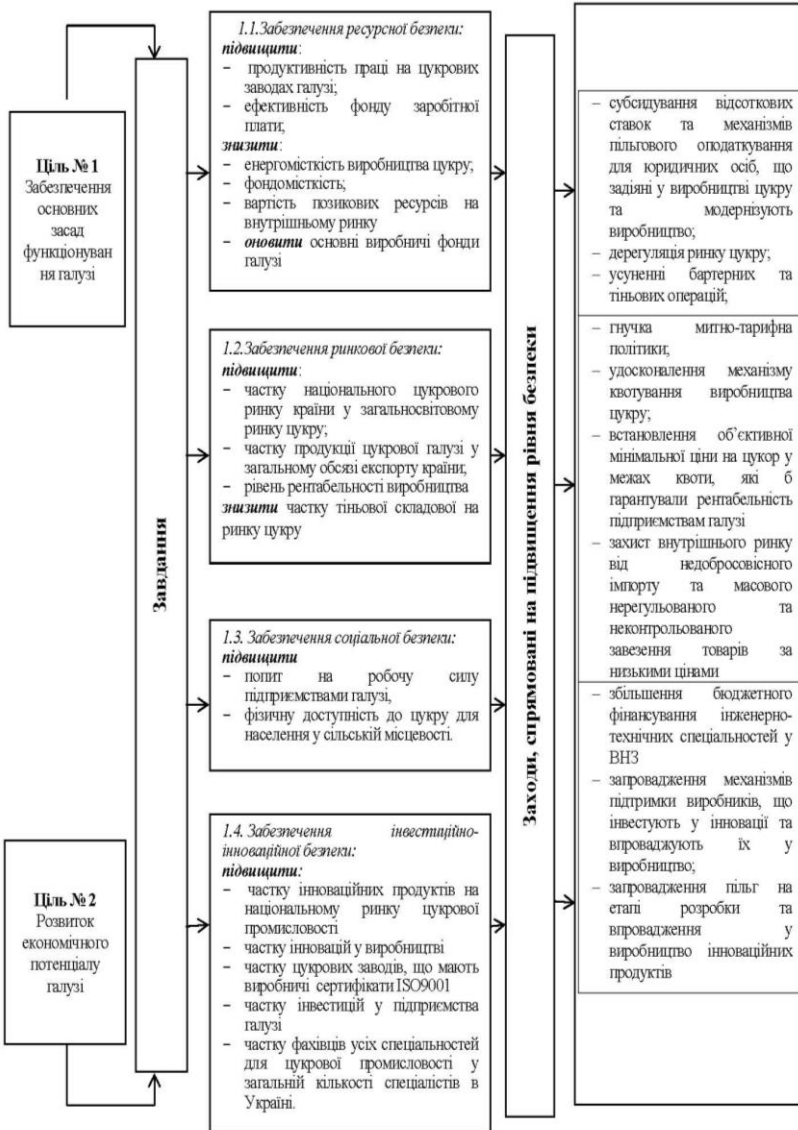 Ціль № 1
Забезпечення
основних
засад
функціонуван
ня галузі
Ціль № 2
Розвиток
економічного
потенціалу
галузі
Завдання
1.1.Забезпечення ресурсної безпеки:
підвищити:
– продуктивність праці на цукрових
заводах галузі;
– ефективність фонду заробітної
плати;
знизити:
– енергомісткість виробництва цукру;
– фондомісткість;
– вартість позикових ресурсів на
внутрішньому ринку
– оновити основні виробничі фонди
галузі
1.2.Забезпечення ринкової безпеки:
підвищити:
– частку національного цукрового
ринку країни у загальносвітовому
ринку цукру;
– частку продукції цукрової галузі у
загальному обсязі експорту країни;
– рівень рентабельності виробництва
знизити частку тіньової складової на
ринку цукру
1.3. Забезпечення соціальної безпеки:
підвищити
– попит на робочу силу
підприємствами галузі,
– фізичну доступність до цукру для
населення у сільській місцевості.
1.4. Забезпечення інвестиційно-
інноваційної безпеки:
підвищити:
– частку інноваційних продуктів на
національному ринку цукрової
промисловості
– частку інновацій у виробництві
– частку цукрових заводів, що мають
виробничі сертифікати ISO9001
– частку інвестицій у підприємства
галузі
– частку фахівців усіх спеціальностей
для цукрової промисловості у
загальній кількості спеціалістів в
Україні.
Заходи, спрямовані на підвищення рівня безпеки
– субсидування відсоткових
ставок та механізмів
пільгового оподаткування
для юридичних осіб, що
задіяні у виробництві цукру
та модернізують
виробництво;
– дерегуляція ринку цукру;
– усуненні бартерних та
тіньових операцій;
– гнучка митно-тарифна
політики;
– удосконалення механізму
квотування виробництва
цукру;
– встановлення об’єктивної
мінімальної ціни на цукор у
межах квоти, які б
гарантували рентабельність
підприємствам галузі
– захист внутрішнього ринку
від недобросовісного
імпорту та масового
нерегульованого та
неконтрольованого
завезення товарів за
низькими цінами
– збільшення бюджетного
фінансування інженерно-
технічних спеціальностей у
ВНЗ
– запровадження механізмів
підтримки виробників, що
інвестують у інновації та
впроваджують їх у
виробництво;
– запровадження пільг на
етапі розробки та
впровадження у
виробництво інноваційних
продуктів